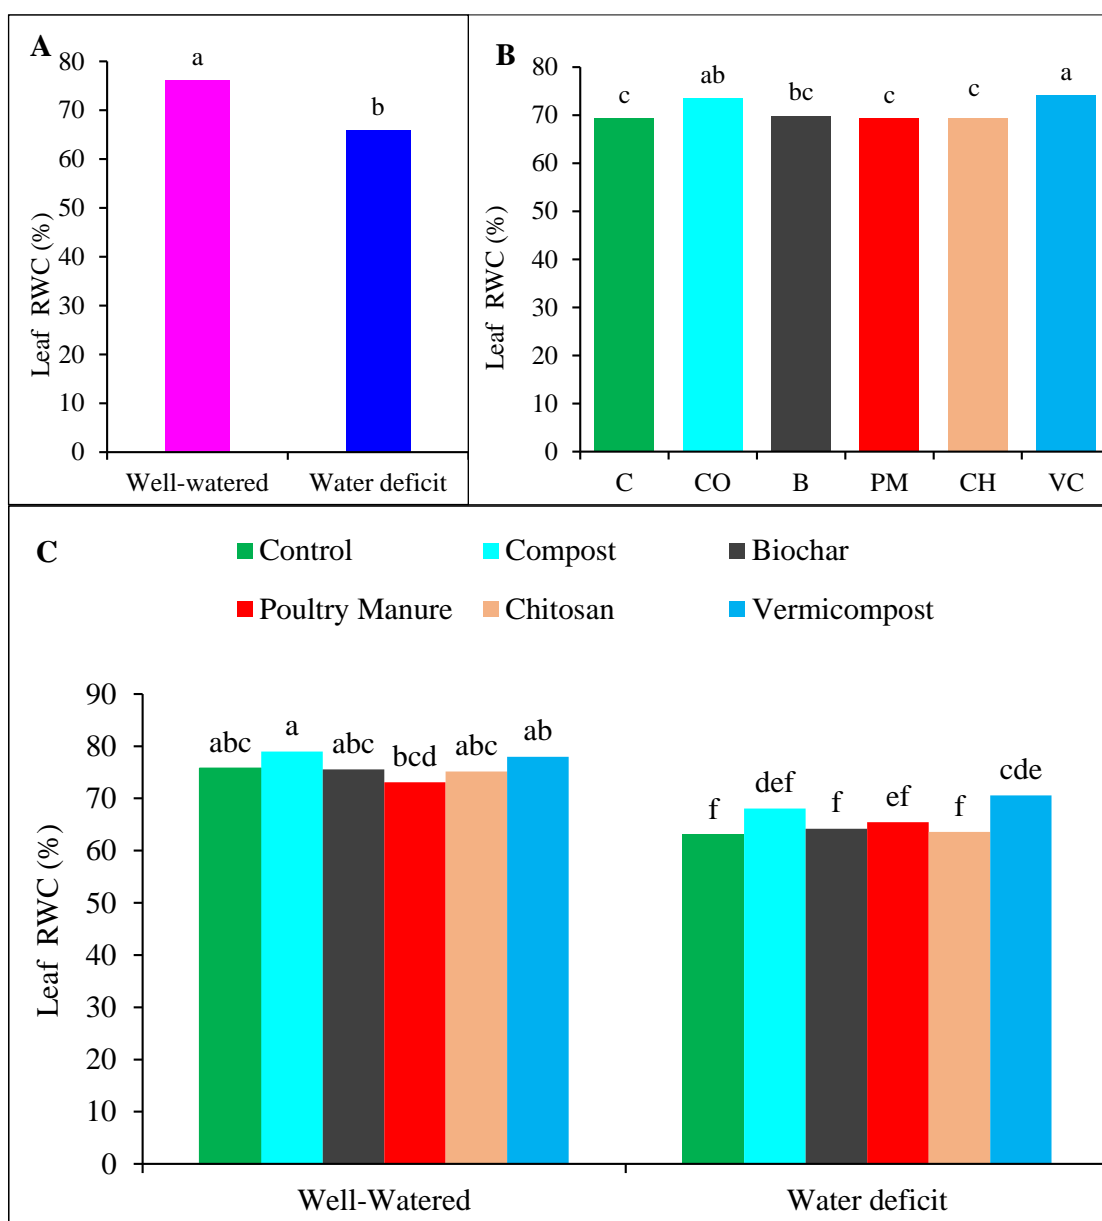 A
Leaf RWC (%)
80
70
60
50
40
30
20
10
0
a
b
Well-watered
Water deficit
B
Leaf RWC (%)
80
70
60
50
40
30
20
10
0
c
ab
bc
c
c
a
C
CO
B
PM
CH
VC
C
Control
Compost
Biochar
Poultry Manure
Chitosan
Vermicompost
Leaf RWC (%)
90
80
70
60
50
40
30
20
10
0
abc
a
abc
bcd
abc
ab
f
def
f
ef
f
cde
Well-Watered
Water deficit